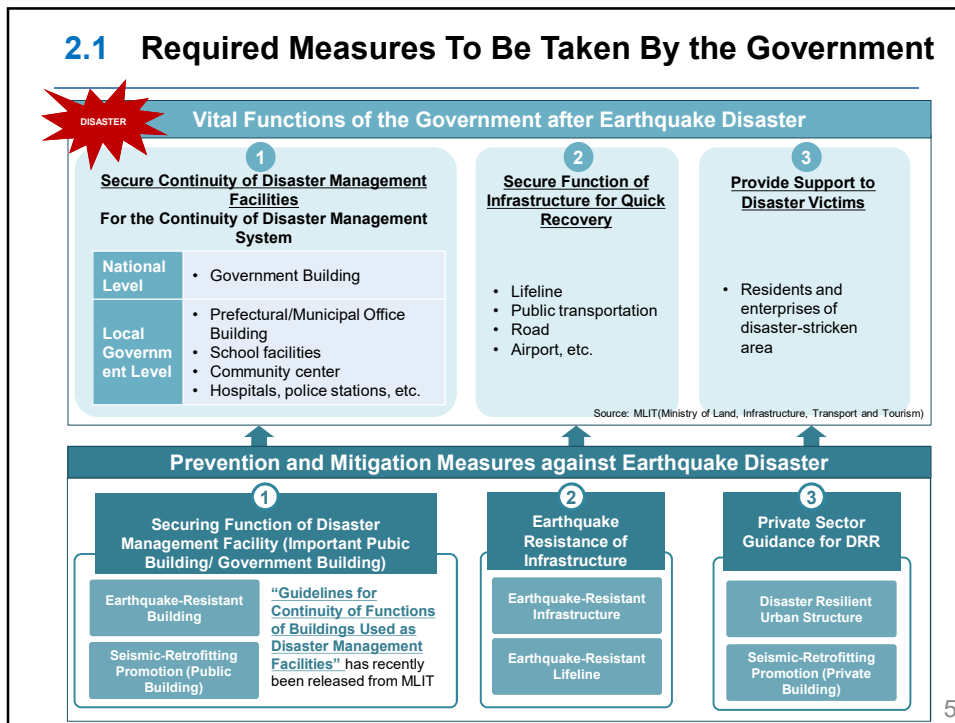 2.1 Required Measures To Be Taken By the Government
DISASTER
Vital Functions of the Government after Earthquake Disaster
1
Secure Continuity of Disaster Management
Facilities
For the Continuity of Disaster Management
System
National
Level
• Government Building
Local
Governm
ent Level
• Prefectural/Municipal Office
Building
• School facilities
• Community center
• Hospitals, police stations, etc.
2
Secure Function of
Infrastructure for Quick
Recovery
• Lifeline
• Public transportation
• Road
• Airport, etc.
3
Provide Support to
Disaster Victims
• Residents and
enterprises of
disaster-stricken
area
Source: MLIT(Ministry of Land, Infrastructure, Transport and Tourism)
Prevention and Mitigation Measures against Earthquake Disaster
1
Securing Function of Disaster
Management Facility (Important Pubic
Building/ Government Building)
Earthquake-Resistant
Building
Seismic-Retrofitting
Promotion (Public
Building)
“Guidelines for
Continuity of Functions
of Buildings Used as
Disaster Management
Facilities” has recently
been released from MLIT
2
Earthquake
Resistance of
Infrastructure
Earthquake-Resistant
Infrastructure
Earthquake-Resistant
Lifeline
3
Private Sector
Guidance for DRR
Disaster Resilient
Urban Structure
Seismic-Retrofitting
Promotion (Private
Building)
5